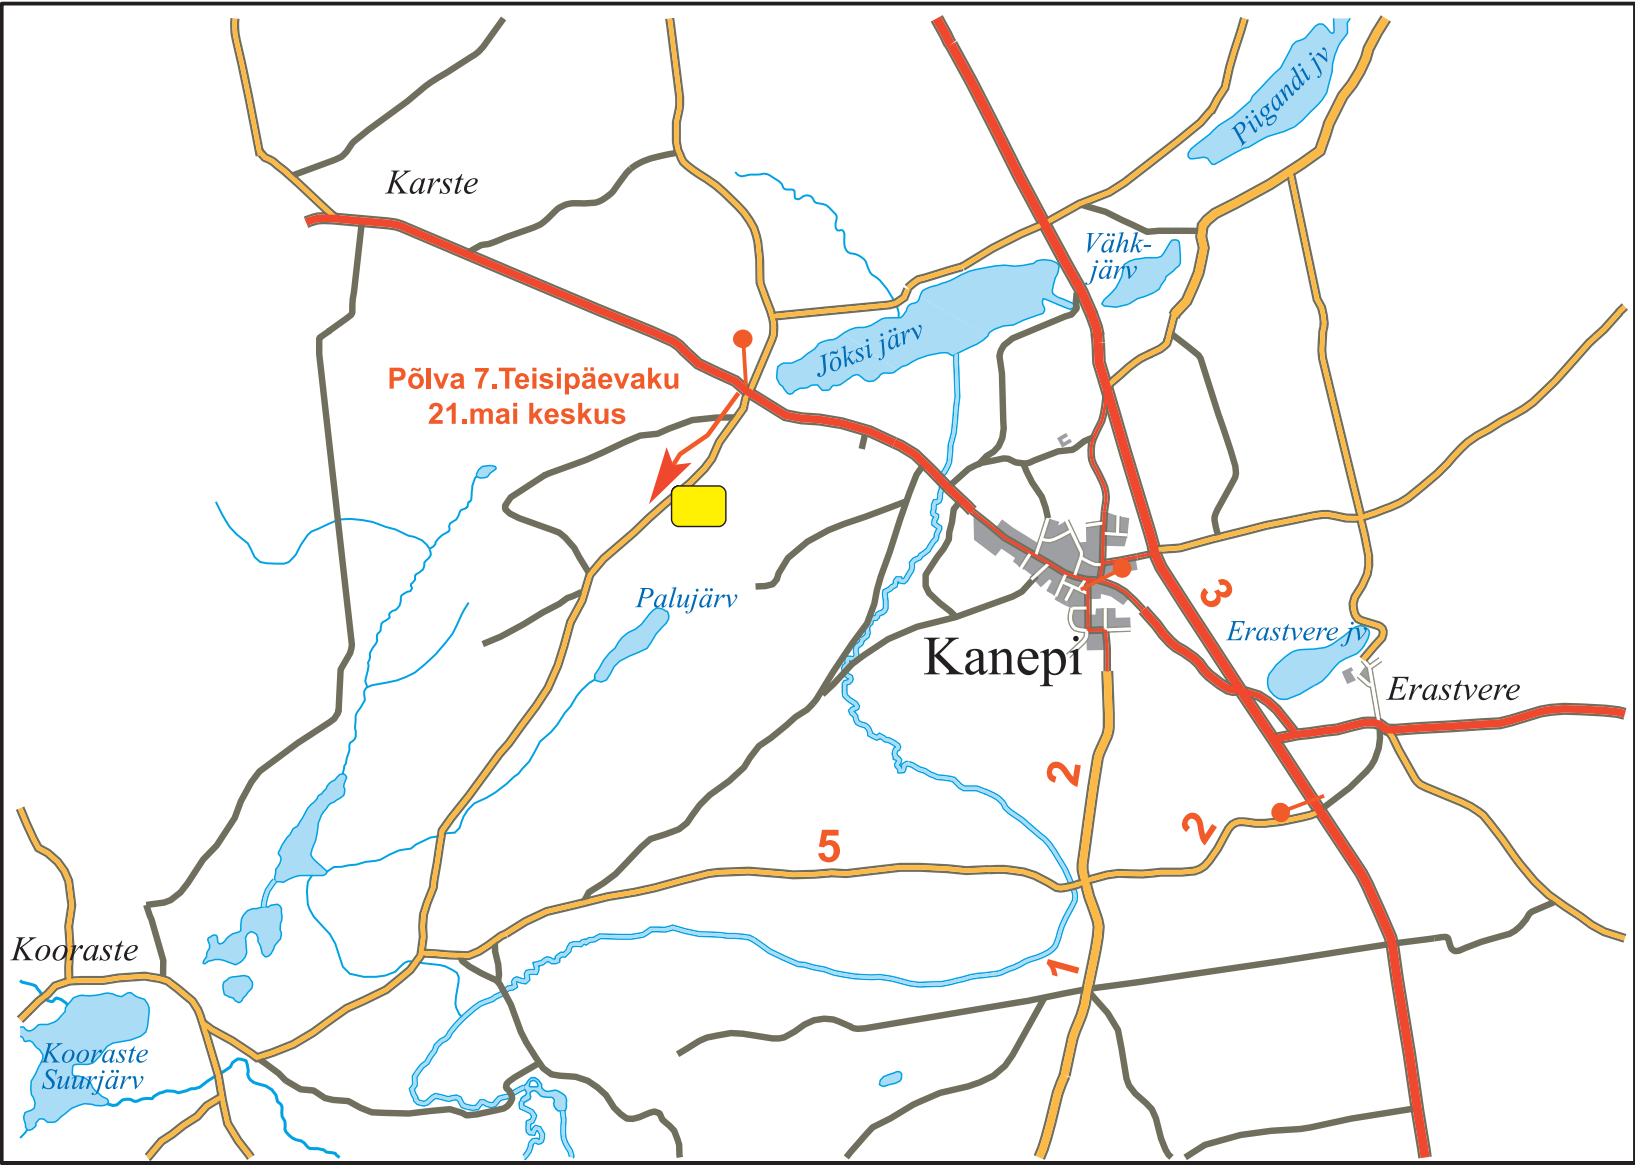 Piigandi jv
Karste
Vähk-
järv
Jõksi järv
Põlva 7.Teisipäevaku
21.mai keskus
E
3
Palujärv
Erastvere jv
Kanepi
Erastvere
2
2
5
Kooraste
1
Kooraste
Suurjärv